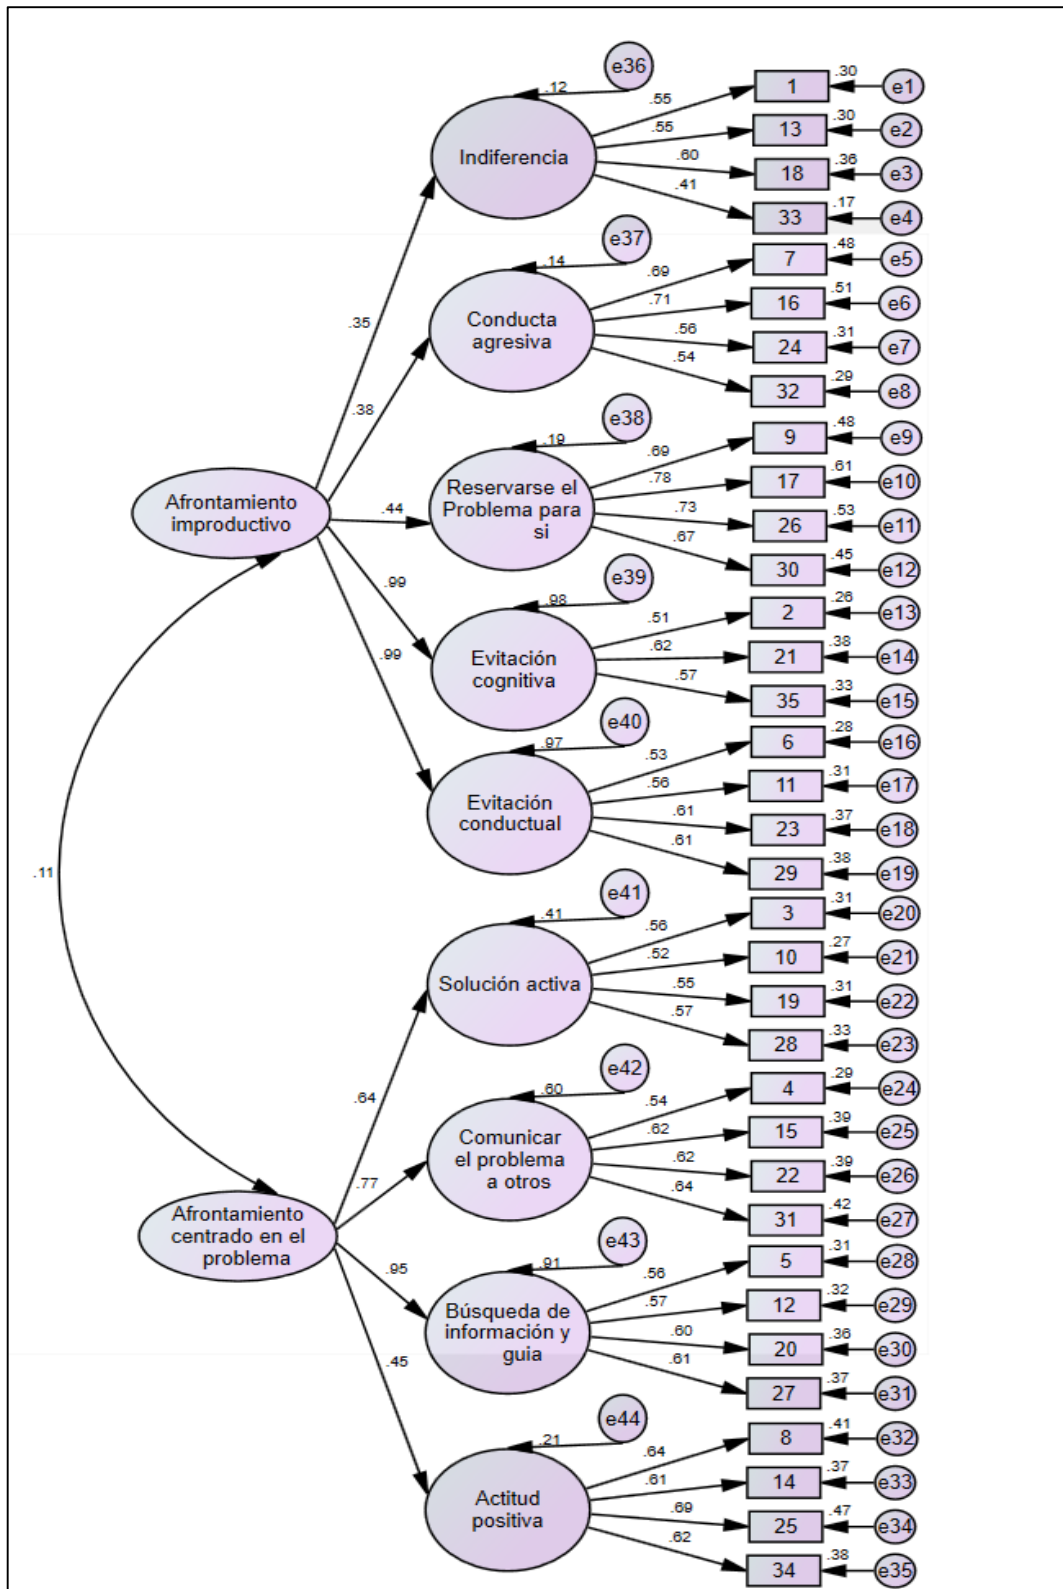 e36
.12
.55
1
.30
e1
.55
13
.30
e2
Indiferencia
.60
18
.36
e3
.41
33
.17
e4
e37
.14
.69
7
.48
e5
.71
16
.51
e6
Conducta
agresiva
.56
24
.31
e7
.54
32
.29
e8
.35
.38
e38
.19
.69
9
.48
e9
.78
17
.61
e10
Reservarse el
Problema para
si
.73
26
.53
e11
.67
30
.45
e12
Afrontamiento
improductivo
.44
.99
.99
e39
.98
.51
2
.26
e13
.62
21
.38
e14
Evitación
cognitiva
.57
35
.33
e15
e40
.97
.53
6
.28
e16
.56
11
.31
e17
Evitación
conductual
.61
23
.37
e18
.61
29
.38
e19
.11
e41
.41
.56
3
.31
e20
.52
10
.27
e21
Solución activa
.55
19
.31
e22
.57
28
.33
e23
.64
e42
.60
.54
4
.29
e24
.62
15
.39
e25
Comunicar
el problema
a otros
.62
22
.39
e26
.64
31
.42
e27
.77
Afrontamiento
centrado en el
problema
.95
.45
e43
.91
.56
5
.31
e28
.57
12
.32
e29
Búsqueda de
información y
guia
.60
20
.36
e30
.61
27
.37
e31
e44
.21
.64
8
.41
e32
.61
14
.37
e33
Actitud
positiva
.69
25
.47
e34
.62
34
.38
e35